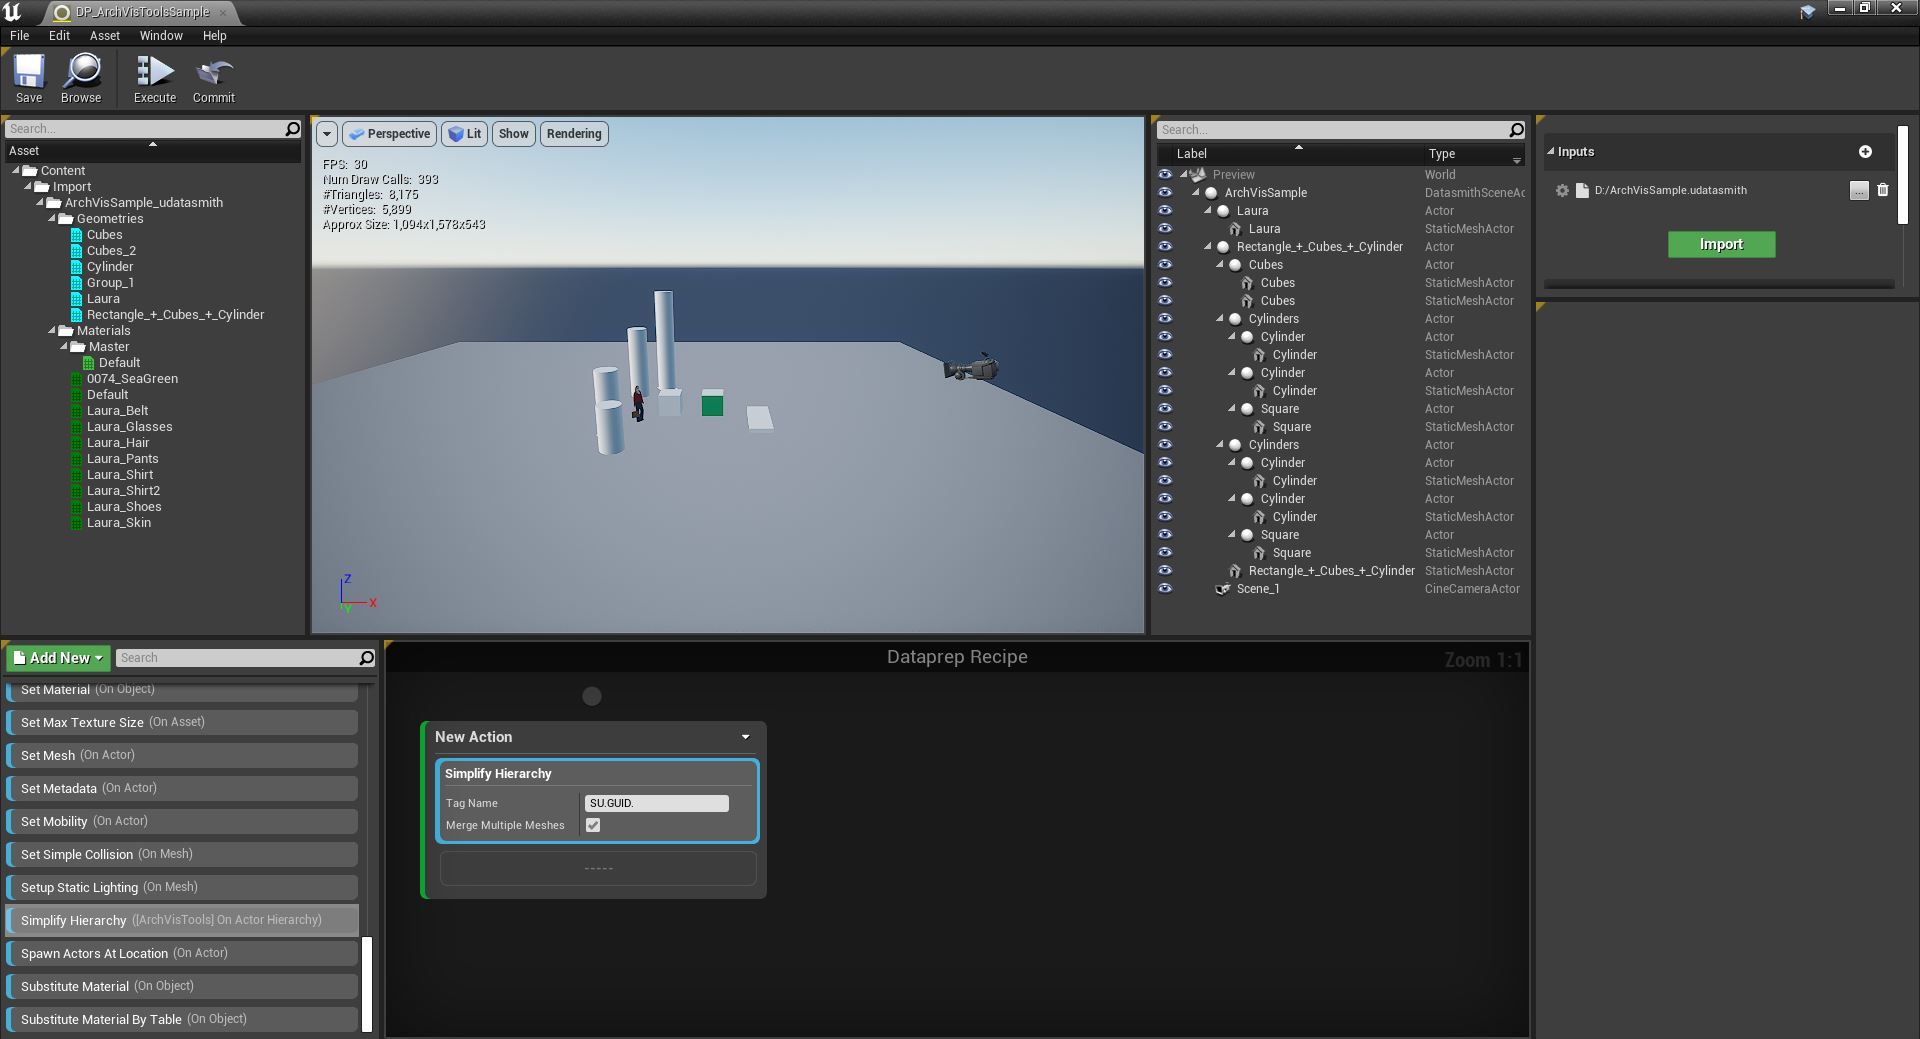 DP_ArchVisToolsSample
File Edit Asset Window Help
Save Browse Execute Commit
Search...
Asset
Content
Import
ArchVisSample_udatasmith
Geometries
Cubes
Cubes_2
Cylinder
Group_1
Laura
Rectangle_+_Cubes_+_Cylinder
Materials
Master
Default
0074_SeaGreen
Default
Laura_Belt
Laura_Glasses
Laura_Hair
Laura_Pants
Laura_Shirt
Laura_Shirt2
Laura_Shoes
Laura_Skin
Perspective Lit Show Rendering
FPS: 30
Num Draw Calls: 393
#Triangles: 8,175
#Vertices: 5,899
Approx Size: 1,094x1,578x543
Z
X
Y
Search...
Label Type
Preview World
ArchVisSample DatasmithSceneAc
Laura Actor
Laura StaticMeshActor
Rectangle_+_Cubes_+_Cylinder Actor
Cubes Actor
Cubes StaticMeshActor
Cubes StaticMeshActor
Cylinders Actor
Cylinder Actor
Cylinder StaticMeshActor
Cylinder Actor
Cylinder StaticMeshActor
Square Actor
Square StaticMeshActor
Cylinders Actor
Cylinder Actor
Cylinder StaticMeshActor
Cylinder Actor
Cylinder StaticMeshActor
Square Actor
Square StaticMeshActor
Rectangle_+_Cubes_+_Cylinder StaticMeshActor
Scene_1 CineCameraActor
Inputs
D:/ArchVisSample.udatasmith ...
Import
Add New Search
Set Material (On Object)
Set Max Texture Size (On Asset)
Set Mesh (On Actor)
Set Metadata (On Actor)
Set Mobility (On Actor)
Set Simple Collision (On Mesh)
Setup Static Lighting (On Mesh)
Simplify Hierarchy ([ArchVisTools] On Actor Hierarchy)
Spawn Actors At Location (On Actor)
Substitute Material (On Object)
Substitute Material By Table (On Object)
Dataprep Recipe
Zoom 1:1
New Action
Simplify Hierarchy
Tag Name SU.GUID.
Merge Multiple Meshes
-----